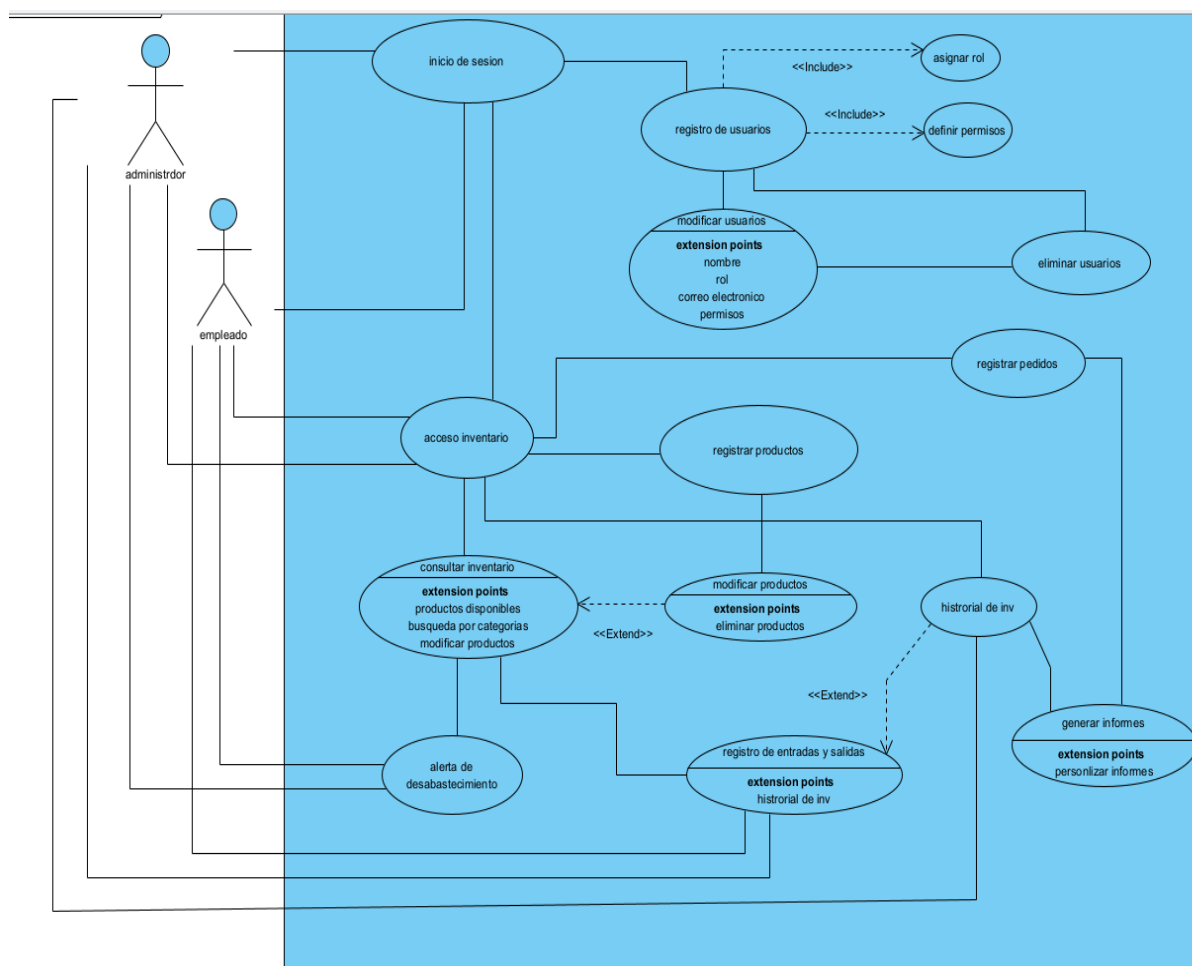 inicio de sesion
asignar rol
<<Include>>
<<Include>>
registro de usuarios
definir permisos
administrdor
modificar usuarios
extension points
nombre
rol
correo electronico
permisos
eliminar usuarios
empleado
registrar pedidos
acceso inventario
registrar productos
consultar inventario
extension points
productos disponibles
busqueda por categorias
modificar productos
<<Extend>>
modificar productos
extension points
eliminar productos
histrorial de inv
<<Extend>>
generar informes
extension points
personlizar informes
registro de entradas y salidas
extension points
histrorial de inv
alerta de
desabastecimiento